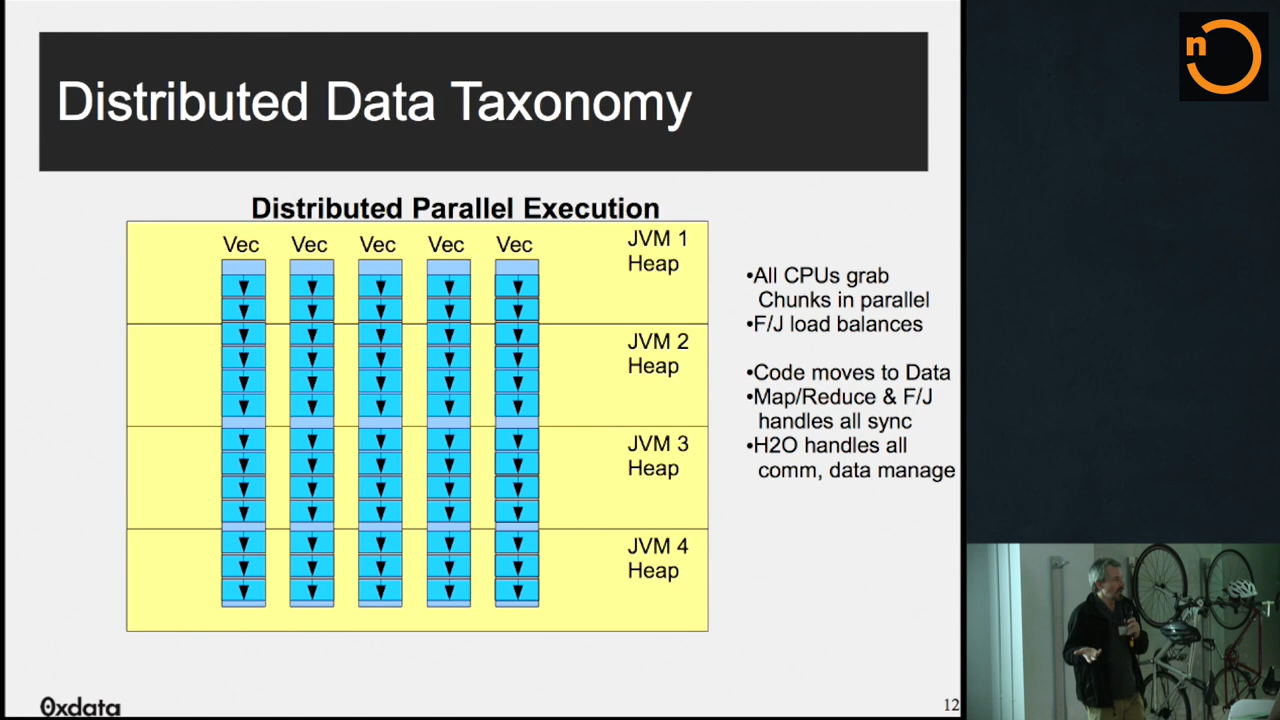 n
Distributed Data Taxonomy
Distributed Parallel Execution
Vec Vec Vec Vec Vec
JVM 1
Heap
JVM 2
Heap
JVM 3
Heap
JVM 4
Heap
•All CPUs grab
Chunks in parallel
•F/J load balances
•Code moves to Data
•Map/Reduce & F/J
handles all sync
•H2O handles all
comm, data manage
0xdata
12